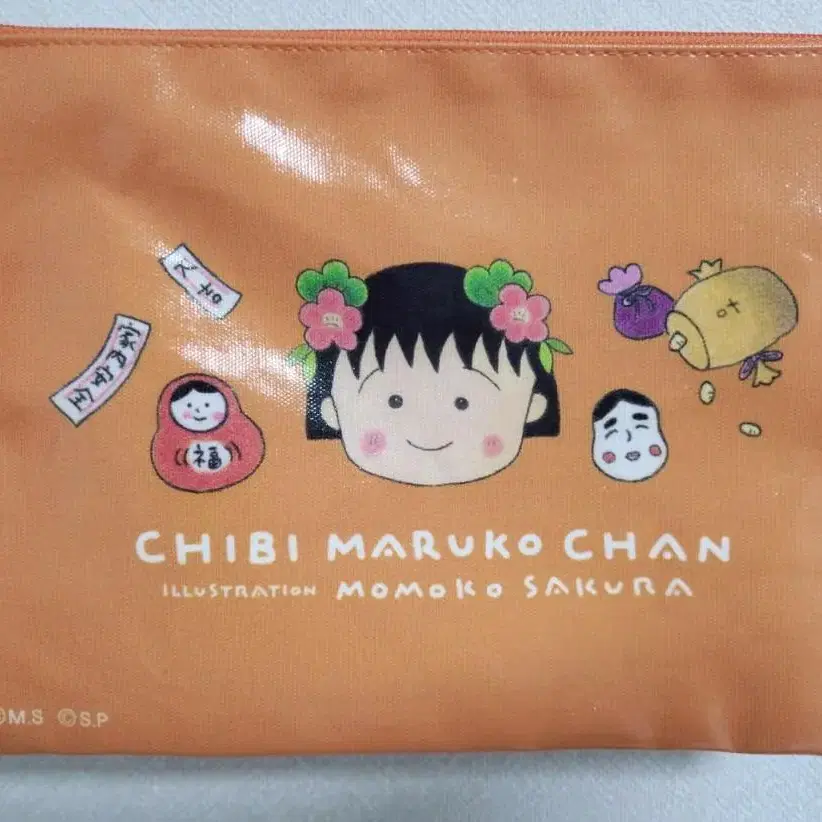 福
CHIBI MARUKO CHAN
ILLUSTRATION MOMOKO SAKURA
©M.S ©S.P